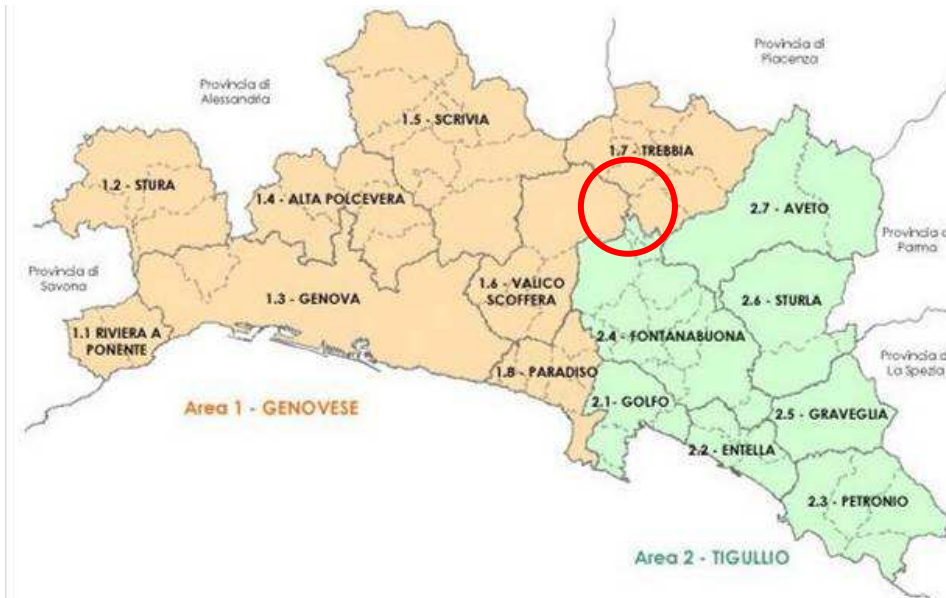 Provincia di
Piacenza
Provincia di
Alessandria
1.5 - SCRIVIA
1.7 - TREBBIA
1.2 - STURA
1.4 - ALTA POLCEVERA
2.7 - AVETO
Provincia d
Parma
Provincia di
Savona
1.3 - GENOVA
1.6 - VALICO
SCOFFERA
2.6 - STURLA
1.1 RIVIERA A
PONENTE
2.4 - FONTANABUONA
Provincia d
La Spezia
1.8 - PARADISO
Area 1 - GENOVESE
2.1- GOLFO
2.5 - GRAVEGLIA
2.2 - ENTELLA
2.3 - PETRONIO
Area 2 - TIGULLIO